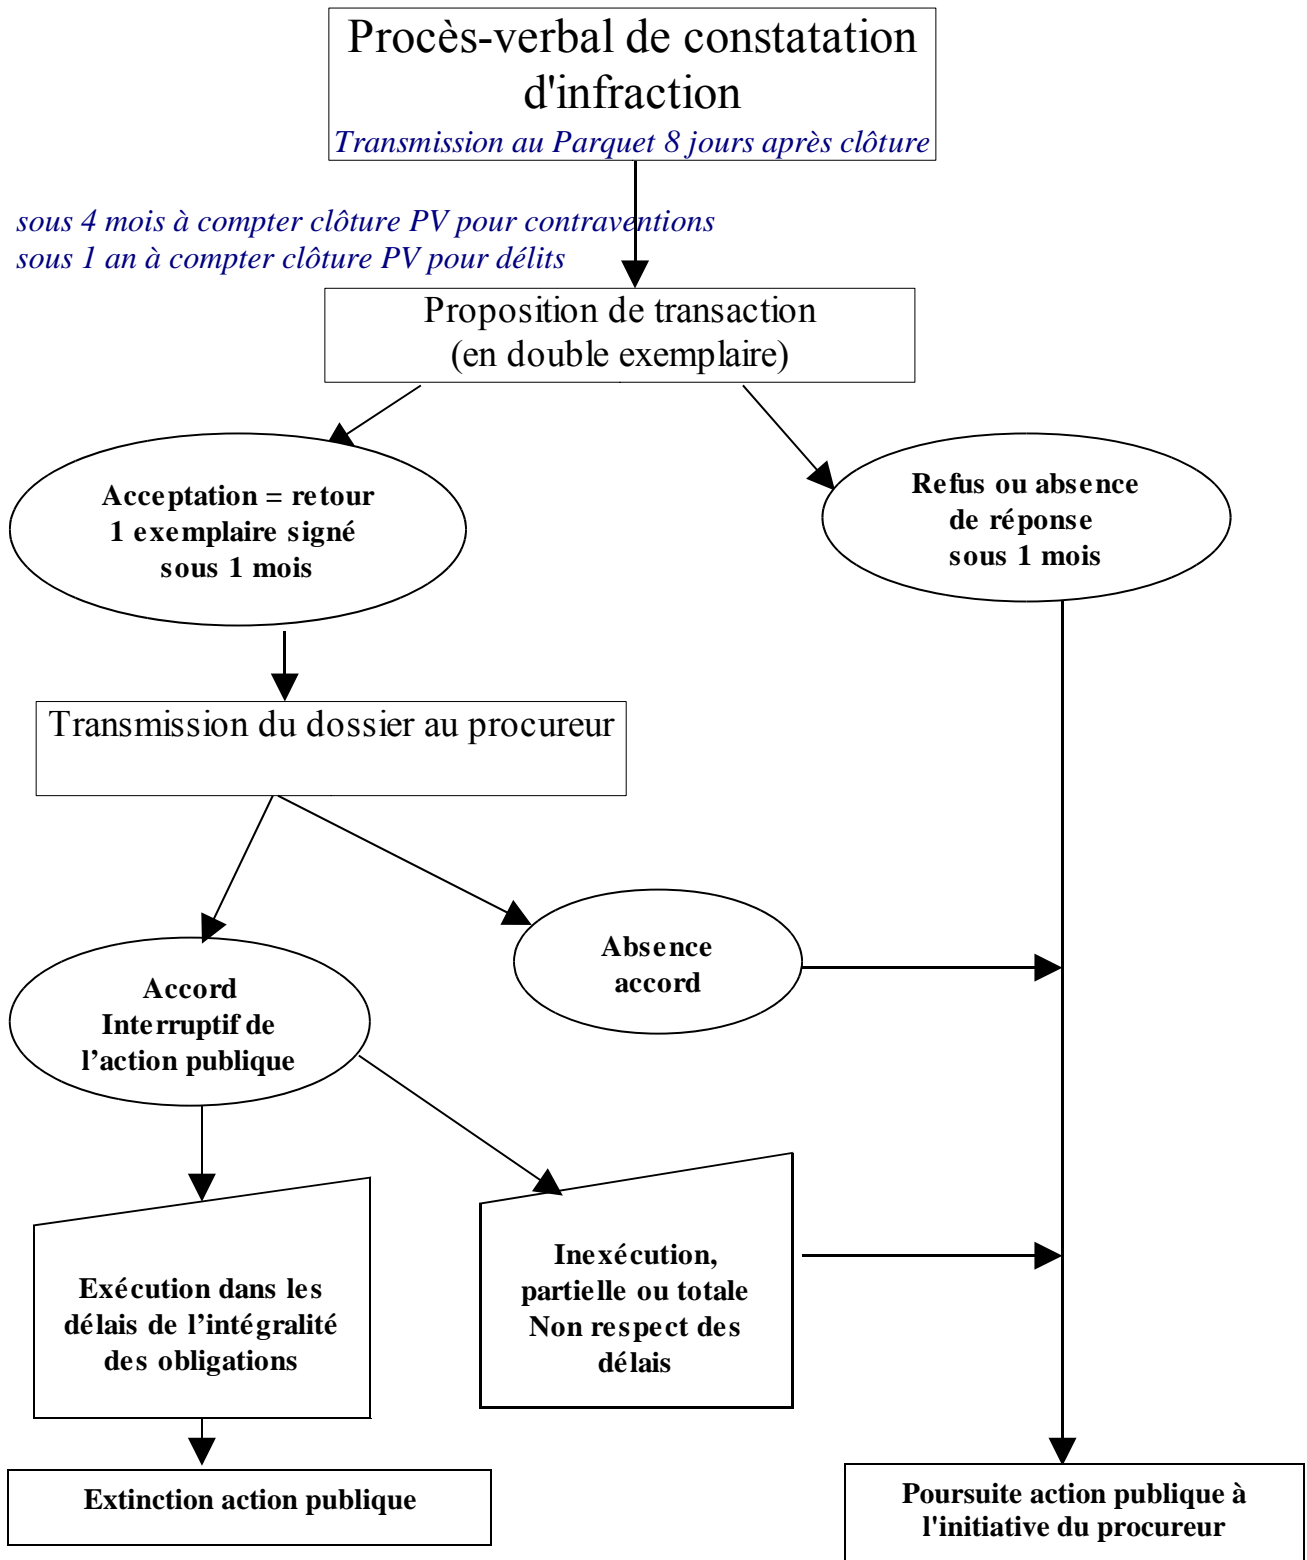 Procès-verbal de constatation
d'infraction
Transmission au Parquet 8 jours après clôture
sous 4 mois à compter clôture PV pour contraventions
sous 1 an à compter clôture PV pour délits
Proposition de transaction
(en double exemplaire)
Acceptation = retour
1 exemplaire signé
sous 1 mois
Refus ou absence
de réponse
sous 1 mois
Transmission du dossier au procureur
Absence
accord
Accord
Interruptif de
l’action publique
Inexécution,
partielle ou totale
Non respect des
délais
Exécution dans les
délais de l’intégralité
des obligations
Extinction action publique
Poursuite action publique à
l'initiative du procureur